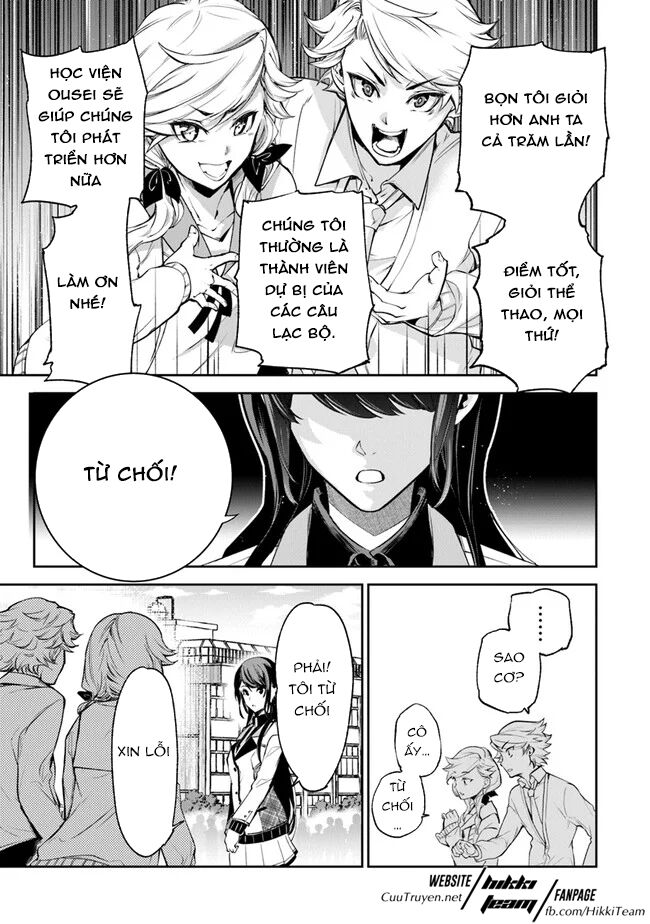 BỌN TÔI GIỎI
HƠN ANH TA
CẢ TRĂM LẦN!
ĐIỂM TỐT,
GIỎI THỂ
THAO, MỌI
THỨ!
CHÚNG TÔI
THƯỜNG LÀ
THÀNH VIÊN
DỰ BỊ CỦA
CÁC CÂU
LẠC BỘ.
HỌC VIỆN
OUSEI SẼ
GIÚP CHÚNG
TÔI PHÁT
TRIỂN HƠN
NỮA
LÀM ƠN
NHÉ!
TỪ CHỐI!
......
SAO
CƠ?
CÔ
ẤY...
TỪ
CHỐI
...
PHẢI!
TÔI TỪ
CHỐI
XIN LỖI
WEBSITE
CuuTruyen.net
HIKKI
TEAM
FANPAGE
fb.com/HikkiTeam